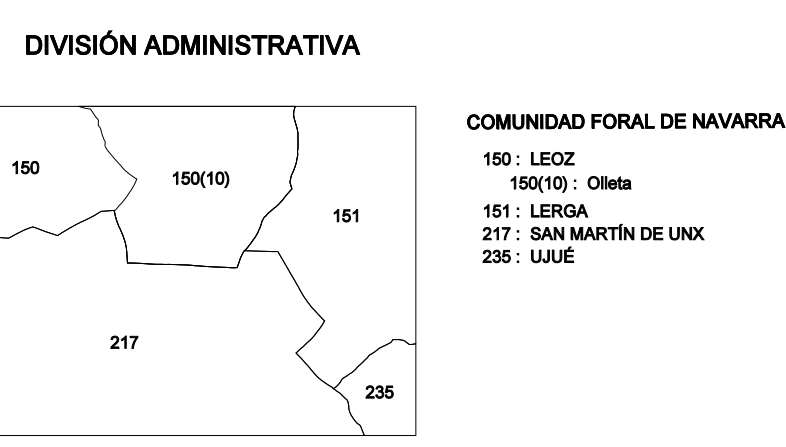 DIVISIÓN ADMINISTRATIVA
150
150(10)
151
217
235
COMUNIDAD FORAL DE NAVARRA
150 : LEOZ
150(10) : Olleta
151 : LERGA
217 : SAN MARTÍN DE UNX
235 : UJUÉ